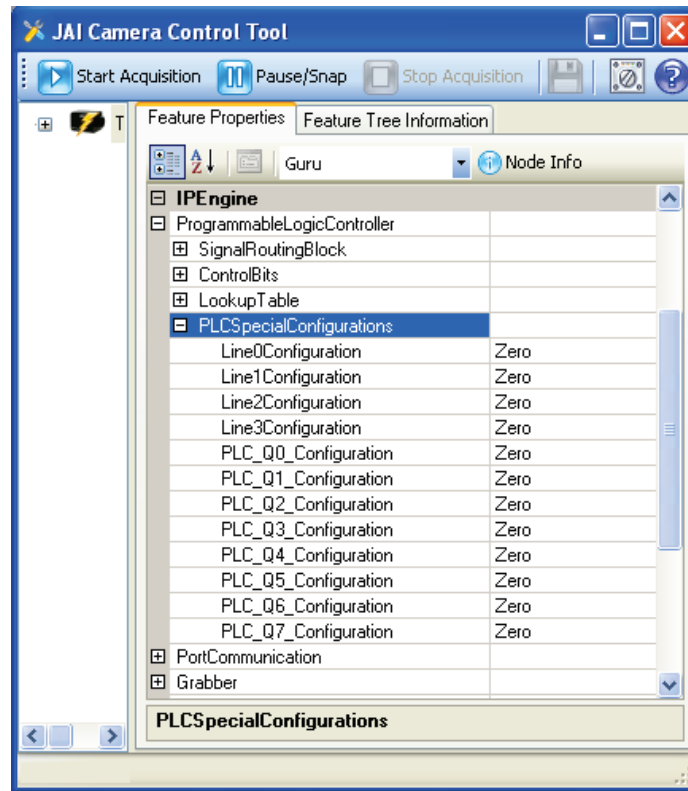 JAI Camera Control Tool
Start Acquisition Pause/Snap Stop Acquisition
T
Feature Properties Feature Tree Information
Guru Node Info
IPEngine
ProgrammableLogicController
SignalRoutingBlock
ControlBits
LookupTable
PLCSpecialConfigurations
Line0Configuration Zero
Line1Configuration Zero
Line2Configuration Zero
Line3Configuration Zero
PLC_Q0_Configuration Zero
PLC_Q1_Configuration Zero
PLC_Q2_Configuration Zero
PLC_Q3_Configuration Zero
PLC_Q4_Configuration Zero
PLC_Q5_Configuration Zero
PLC_Q6_Configuration Zero
PLC_Q7_Configuration Zero
PortCommunication
Grabber
PLCSpecialConfigurations